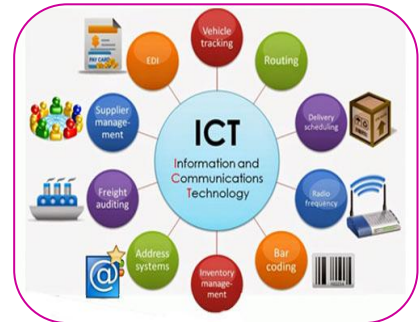 Vehicle
tracking
Routing
Delivery
scheduling
Radio
frequency
Bar
coding
Inventory
manage-
ment
Address
systems
Freight
auditing
Supplier
manage-
ment
EDI
PAY CARD
ICT
Information and
Communications
Technology